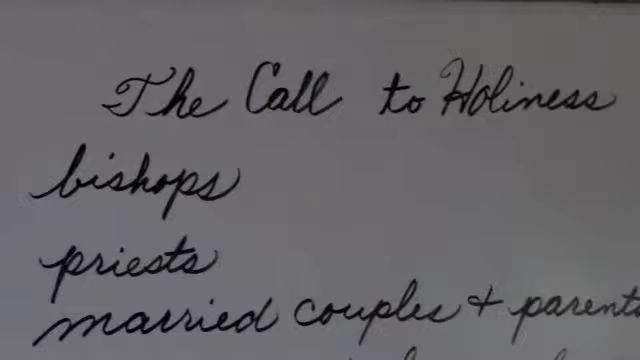 The Call to Holiness
bishops
priests
married couples + parents